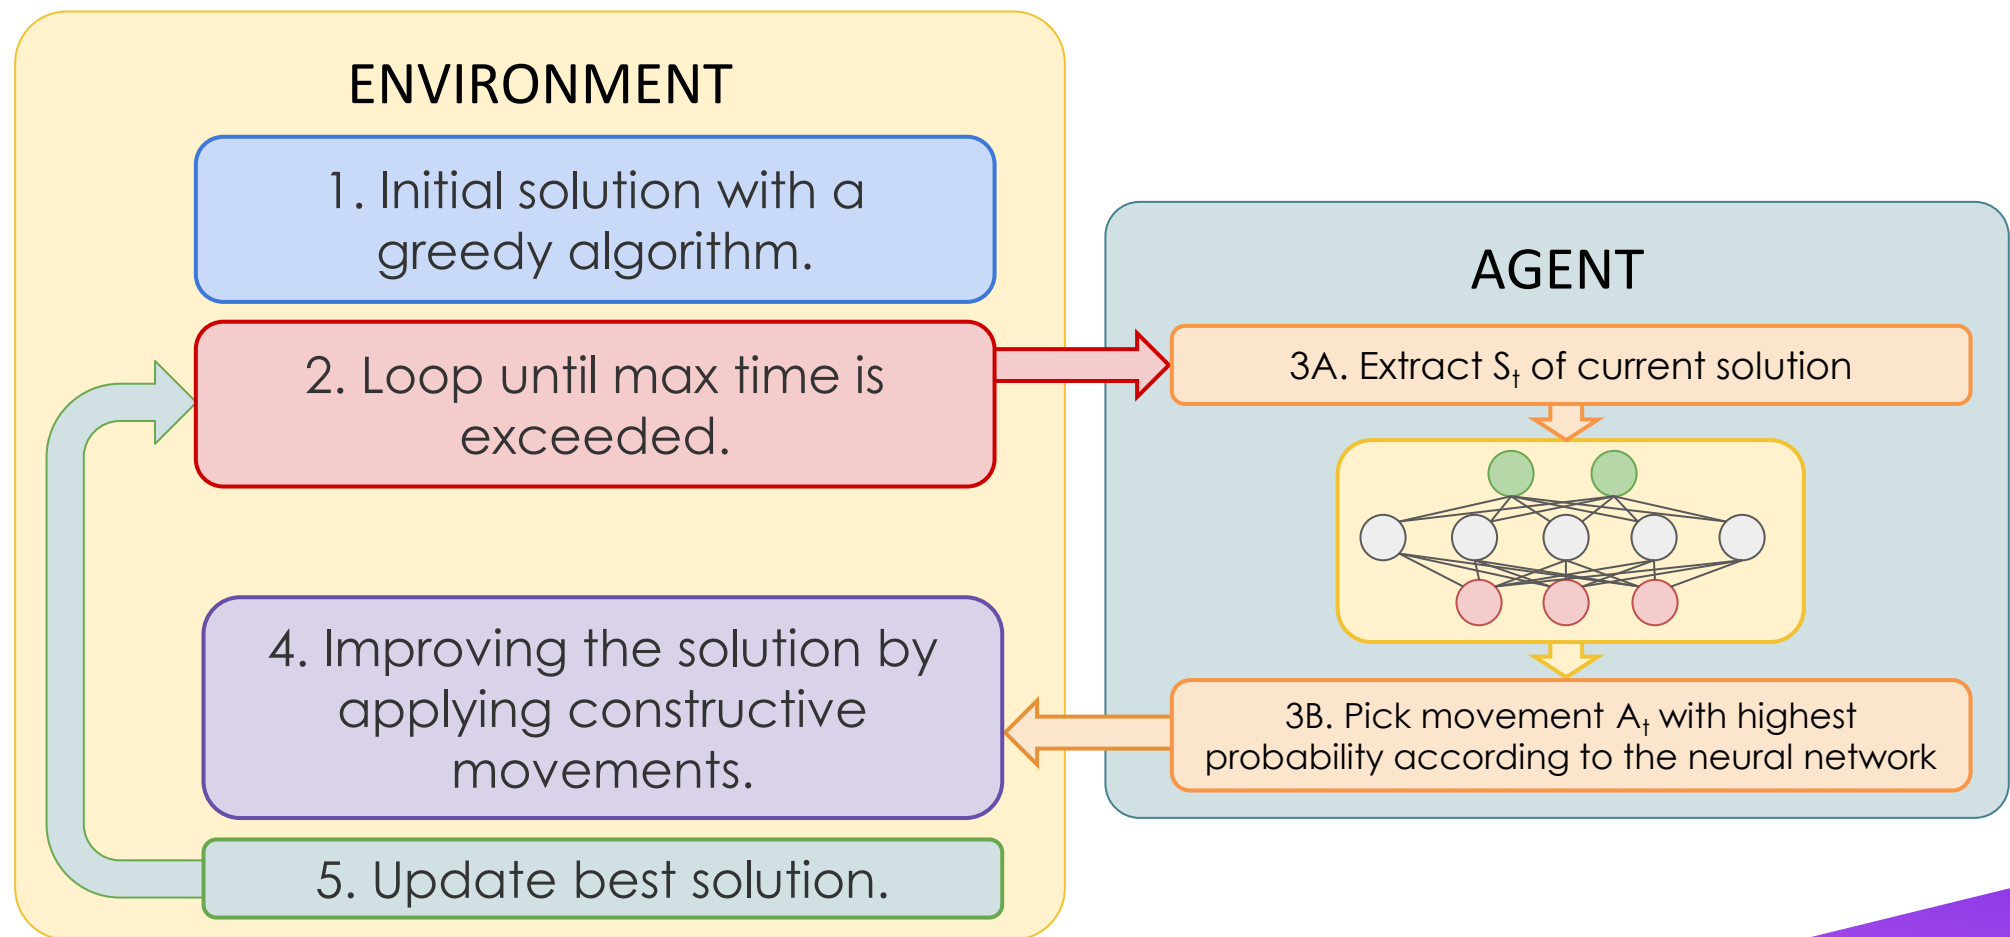 ENVIRONMENT
1. Initial solution with a
greedy algorithm.
2. Loop until max time is
exceeded.
4. Improving the solution by
applying constructive
movements.
5. Update best solution.
AGENT
3A. Extract Sₜ of current solution
3B. Pick movement Aₜ with highest
probability according to the neural network